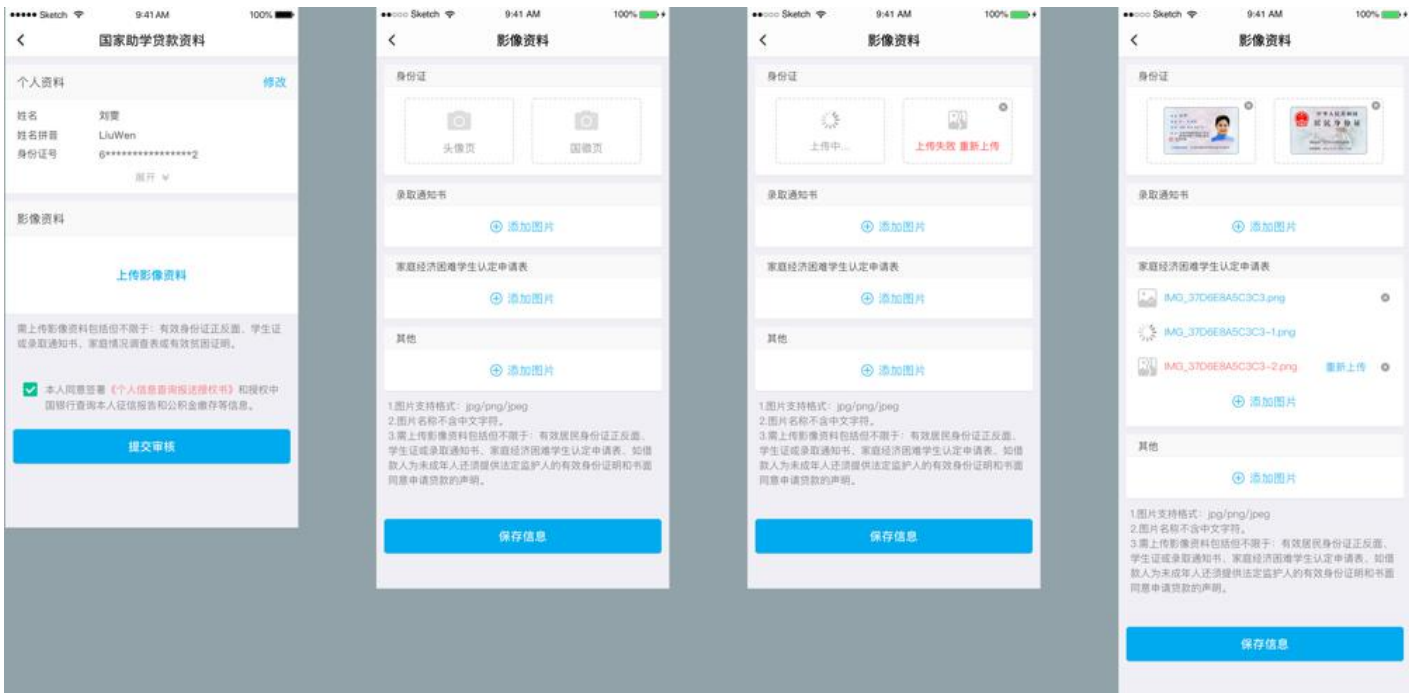 Sketch 9:41 AM 100%
国家助学贷款资料
个人资料 修改
姓名 刘雯
姓名拼音 LiuWen
身份证号 6****************2
展开
影像资料
上传影像资料
需上传影像资料包括但不限于：有效身份证正反面、学生证
或录取通知书、家庭情况调查表或有效贫困证明。
本人同意签署《个人信息查询报送授权书》和授权中
国银行查询本人征信报告和公积金缴存等信息。
提交审核
Sketch 9:41 AM 100%
影像资料
身份证
头像页 国徽页
录取通知书
添加图片
家庭经济困难学生认定申请表
添加图片
其他
添加图片
1.图片支持格式：jpg/png/jpeg
2.图片名称不含中文字符。
3.需上传影像资料包括但不限于：有效居民身份证正反面、
学生证或录取通知书、家庭经济困难学生认定申请表、如借
款人为未成年人还须提供法定监护人的有效身份证明和书面
同意申请贷款的声明。
保存信息
Sketch 9:41 AM 100%
影像资料
身份证
上传中... 上传失败 重新上传
录取通知书
添加图片
家庭经济困难学生认定申请表
添加图片
其他
添加图片
1.图片支持格式：jpg/png/jpeg
2.图片名称不含中文字符。
3.需上传影像资料包括但不限于：有效居民身份证正反面、
学生证或录取通知书、家庭经济困难学生认定申请表、如借
款人为未成年人还须提供法定监护人的有效身份证明和书面
同意申请贷款的声明。
保存信息
Sketch 9:41 AM 100%
影像资料
身份证
中华人民共和国
居民身份证
录取通知书
添加图片
家庭经济困难学生认定申请表
IMG_37D6E8A5C3C3.png
IMG_37D6E8A5C3C3-1.png
IMG_37D6E8A5C3C3-2.png 重新上传
添加图片
其他
添加图片
1.图片支持格式：jpg/png/jpeg
2.图片名称不含中文字符。
3.需上传影像资料包括但不限于：有效居民身份证正反面、
学生证或录取通知书、家庭经济困难学生认定申请表、如借
款人为未成年人还须提供法定监护人的有效身份证明和书面
同意申请贷款的声明。
保存信息